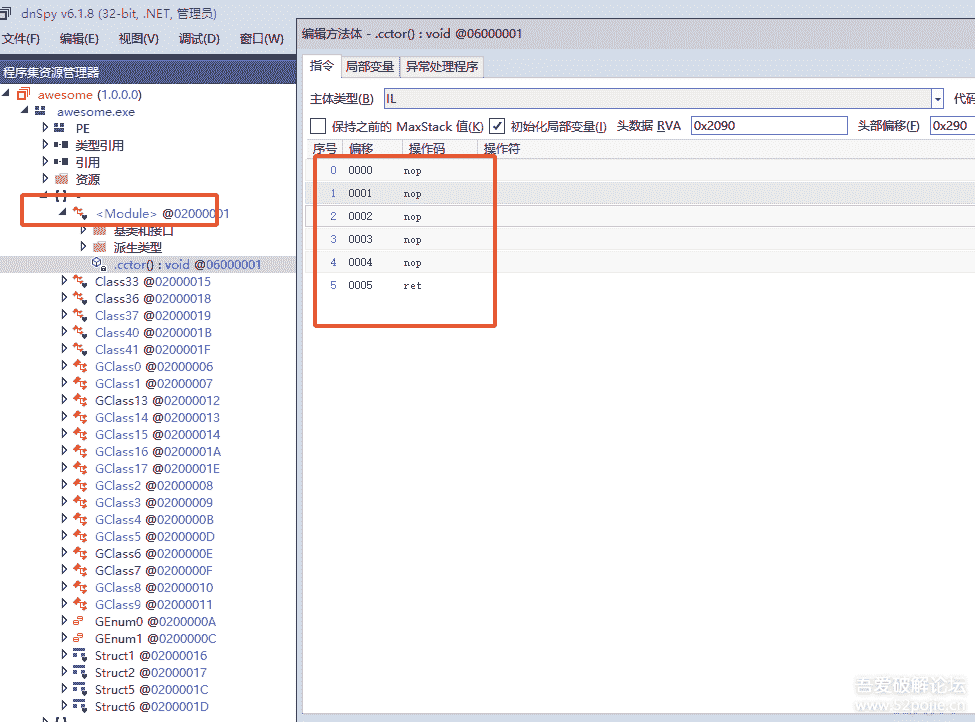 dnSpy v6.1.8 (32-bit, .NET, 管理员)
文件(F) 编辑(E) 视图(V) 调试(D) 窗口(W)
程序集资源管理器
awesome (1.0.0.0)
awesome.exe
PE
类型引用
引用
资源
{ } -
<Module> @02000001
基类和接口
派生类型
.cctor() : void @06000001
Class33 @02000015
Class36 @02000018
Class37 @02000019
Class40 @0200001B
Class41 @0200001F
GClass0 @02000006
GClass1 @02000007
GClass13 @02000012
GClass14 @02000013
GClass15 @02000014
GClass16 @0200001A
GClass17 @0200001E
GClass2 @02000008
GClass3 @02000009
GClass4 @0200000B
GClass5 @0200000D
GClass6 @0200000E
GClass7 @0200000F
GClass8 @02000010
GClass9 @02000011
GEnum0 @0200000A
GEnum1 @0200000C
Struct1 @02000016
Struct2 @02000017
Struct5 @0200001C
Struct6 @0200001D
编辑方法体 - .cctor() : void @06000001
指令 局部变量 异常处理程序
主体类型(B) IL 代码
保持之前的 MaxStack 值(K) 初始化局部变量(I) 头数据 RVA 0x2090 头部偏移(F) 0x290
序号 偏移 操作码 操作符
0 0000 nop
1 0001 nop
2 0002 nop
3 0003 nop
4 0004 nop
5 0005 ret
吾爱破解论坛
www.52pojie.cn